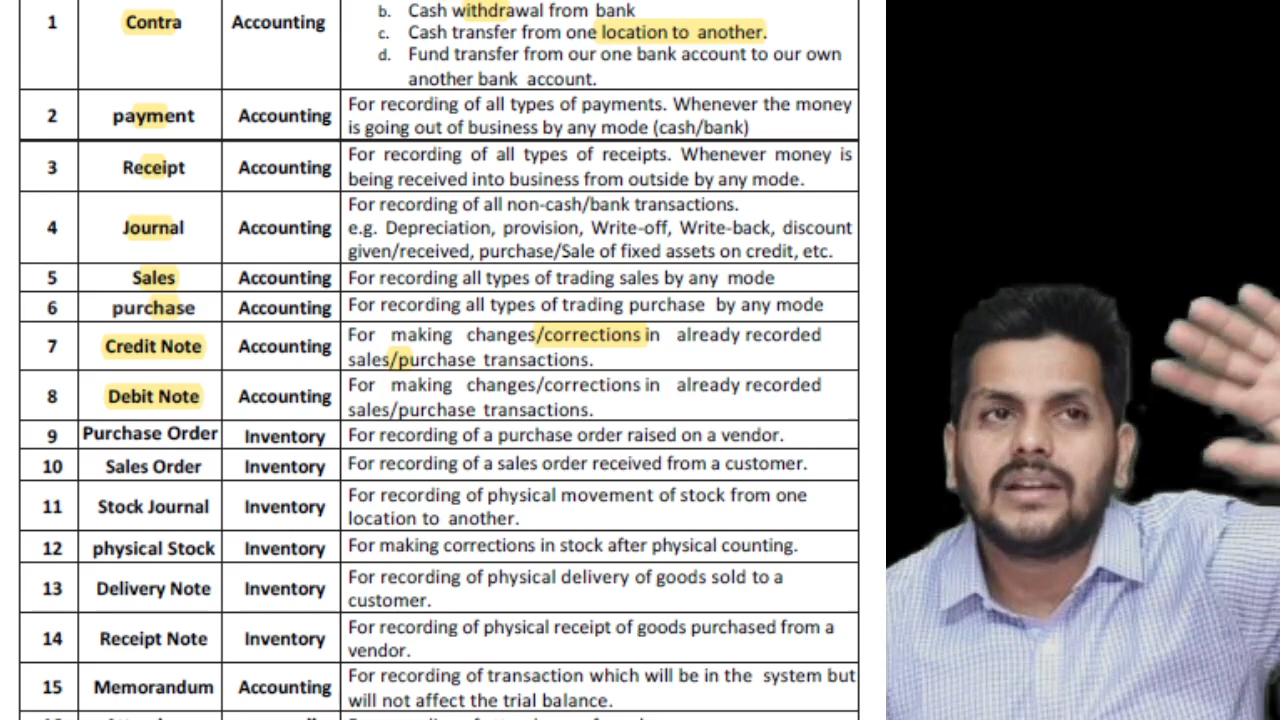 1 Contra Accounting b. Cash withdrawal from bank
c. Cash transfer from one location to another.
d. Fund transfer from our one bank account to our own
another bank account.
2 payment Accounting For recording of all types of payments. Whenever the money
is going out of business by any mode (cash/bank)
3 Receipt Accounting For recording of all types of receipts. Whenever money is
being received into business from outside by any mode.
4 Journal Accounting For recording of all non-cash/bank transactions.
e.g. Depreciation, provision, Write-off, Write-back, discount
given/received, purchase/Sale of fixed assets on credit, etc.
5 Sales Accounting For recording all types of trading sales by any mode
6 purchase Accounting For recording all types of trading purchase by any mode
7 Credit Note Accounting For making changes/corrections in already recorded
sales/purchase transactions.
8 Debit Note Accounting For making changes/corrections in already recorded
sales/purchase transactions.
9 Purchase Order Inventory For recording of a purchase order raised on a vendor.
10 Sales Order Inventory For recording of a sales order received from a customer.
11 Stock Journal Inventory For recording of physical movement of stock from one
location to another.
12 physical Stock Inventory For making corrections in stock after physical counting.
13 Delivery Note Inventory For recording of physical delivery of goods sold to a
customer.
14 Receipt Note Inventory For recording of physical receipt of goods purchased from a
vendor.
15 Memorandum Accounting For recording of transaction which will be in the system but
will not affect the trial balance.